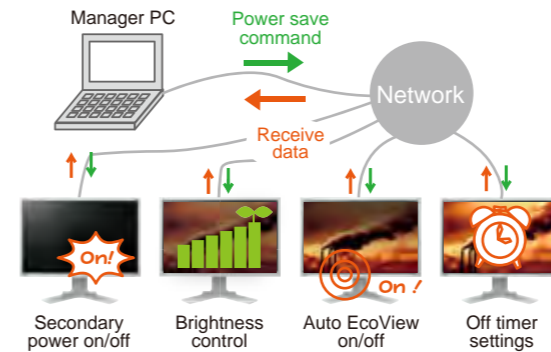 Manager PC
Power save
command
Network
Receive
data
On!
On !
Secondary
power on/off
Brightness
control
Auto EcoView
on/off
Off timer
settings